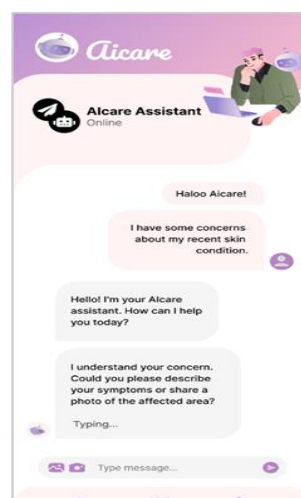 Aicare
AIcare Assistant
Online
Haloo Aicare!
I have some concerns
about my recent skin
condition.
Hello! I'm your AIcare
assistant. How can I help
you today?
I understand your concern.
Could you please describe
your symptoms or share a
photo of the affected area?
Typing...
Type message...